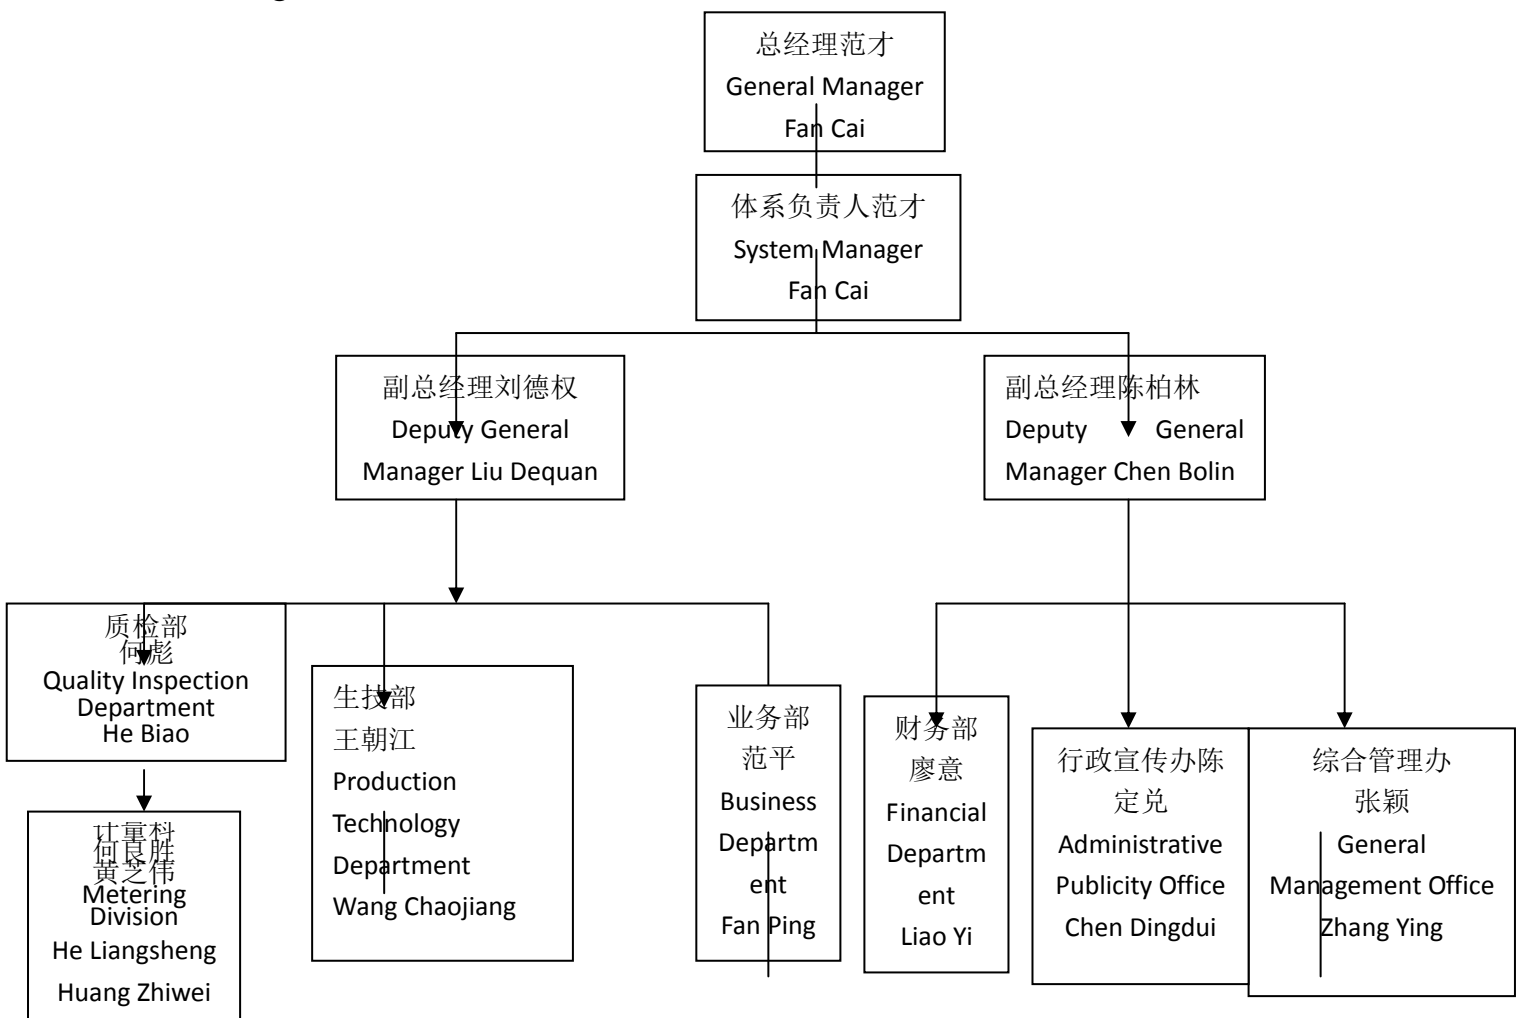 总经理范才
General Manager
Fan Cai
体系负责人范才
System Manager
Fan Cai
副总经理刘德权
Deputy General
Manager Liu Dequan
副总经理陈柏林
Deputy General
Manager Chen Bolin
质检部
何彪
Quality Inspection
Department
He Biao
生技部
王朝江
Production
Technology
Department
Wang Chaojiang
业务部
范平
Business
Departm
ent
Fan Ping
财务部
廖意
Financial
Departm
ent
Liao Yi
行政宣传办陈
定兑
Administrative
Publicity Office
Chen Dingdui
综合管理办
张颖
General
Management Office
Zhang Ying
计量科
何良胜
黄芝伟
Metering
Division
He Liangsheng
Huang Zhiwei